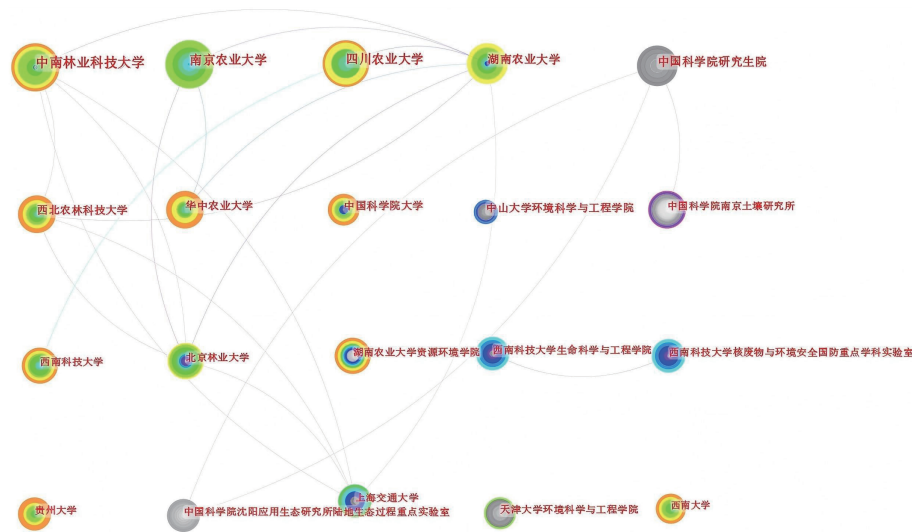 中南林业科技大学
南京农业大学
四川农业大学
湖南农业大学
中国科学院研究生院
西北农林科技大学
华中农业大学
中国科学院大学
中山大学环境科学与工程学院
中国科学院南京土壤研究所
西南科技大学
北京林业大学
湖南农业大学资源环境学院
西南科技大学生命科学与工程学院
西南科技大学核废物与环境安全国防重点学科实验室
贵州大学
中国科学院沈阳应用生态研究所陆地生态过程重点实验室
上海交通大学
天津大学环境科学与工程学院
西南大学